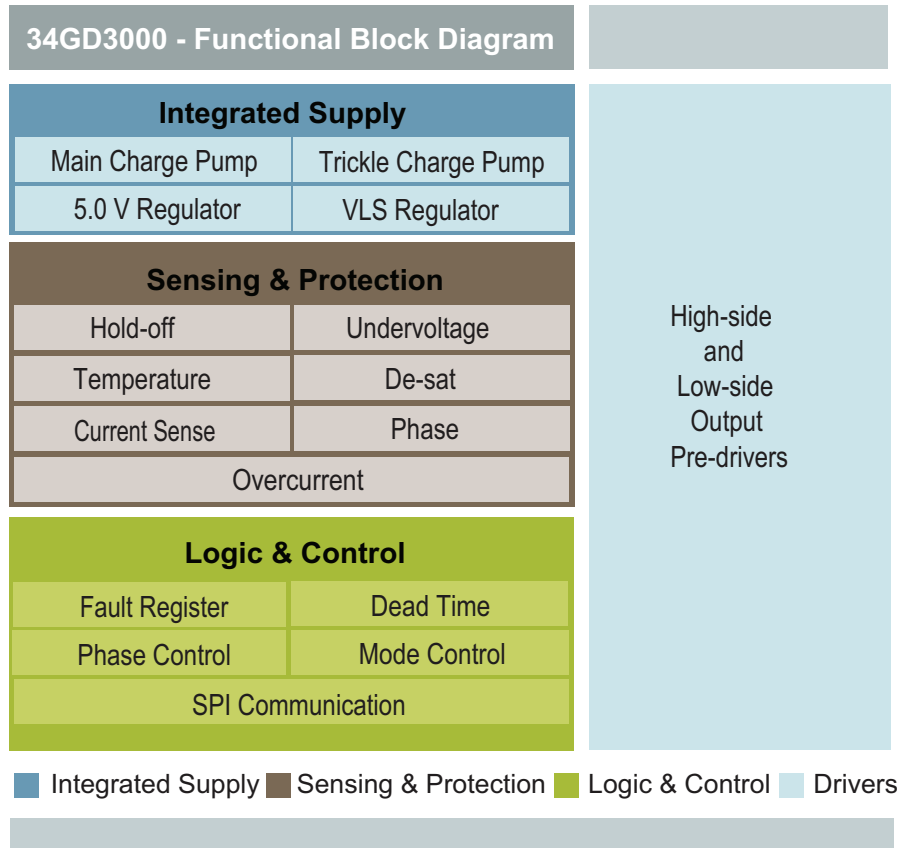 34GD3000 - Functional Block Diagram
Integrated Supply
Main Charge Pump
Trickle Charge Pump
5.0 V Regulator
VLS Regulator
Sensing & Protection
Hold-off
Undervoltage
Temperature
De-sat
Current Sense
Phase
Overcurrent
Logic & Control
Fault Register
Dead Time
Phase Control
Mode Control
SPI Communication
High-side
and
Low-side
Output
Pre-drivers
Integrated Supply
Sensing & Protection
Logic & Control
Drivers